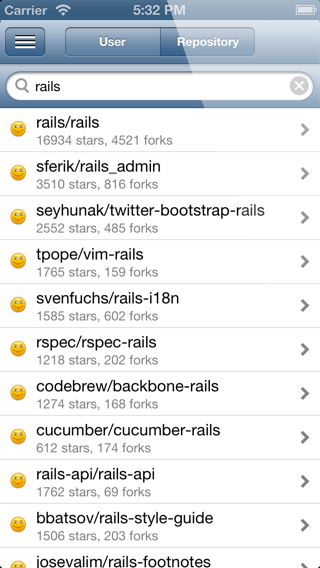 Carrier 5:32 PM
User Repository
rails
rails/rails
16934 stars, 4521 forks
sferik/rails_admin
3510 stars, 816 forks
seyhunak/twitter-bootstrap-rails
2552 stars, 485 forks
tpope/vim-rails
1765 stars, 159 forks
svenfuchs/rails-i18n
1585 stars, 602 forks
rspec/rspec-rails
1218 stars, 202 forks
codebrew/backbone-rails
1274 stars, 168 forks
cucumber/cucumber-rails
612 stars, 174 forks
rails-api/rails-api
1762 stars, 69 forks
bbatsov/rails-style-guide
1506 stars, 203 forks
josevalim/rails-footnotes